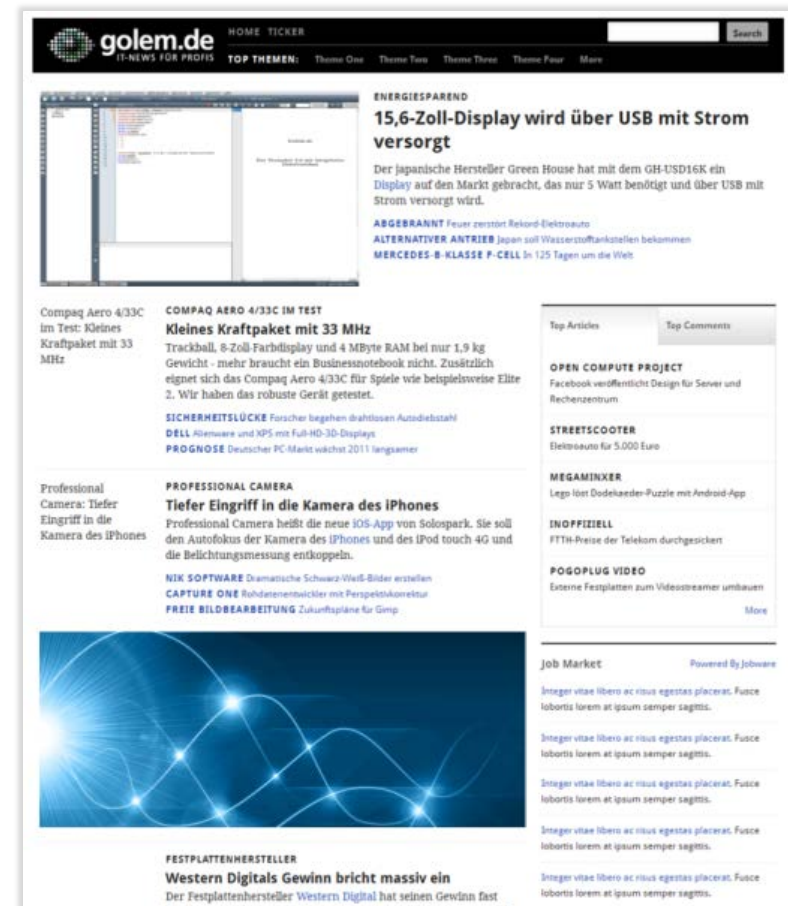 golem.de
IT-NEWS FÜR PROFIS
HOME TICKER
Search
TOP THEMEN: Theme One Theme Two Theme Three Theme Four More
ENERGIESPAREND
15,6-Zoll-Display wird über USB mit Strom
versorgt
Der japanische Hersteller Green House hat mit dem GH-USD16K ein
Display auf den Markt gebracht, das nur 5 Watt benötigt und über USB mit
Strom versorgt wird.
ABGEBRANNT Feuer zerstört Rekord-Elektroauto
ALTERNATIVER ANTRIEB Japan soll Wasserstofftankstellen bekommen
MERCEDES-B-KLASSE F-CELL In 125 Tagen um die Welt
Compaq Aero 4/33C
im Test: Kleines
Kraftpaket mit 33
MHz
COMPAQ AERO 4/33C IM TEST
Kleines Kraftpaket mit 33 MHz
Trackball, 8-Zoll-Farbdisplay und 4 MByte RAM bei nur 1,9 kg
Gewicht - mehr braucht ein Businessnotebook nicht. Zusätzlich
eignet sich das Compaq Aero 4/33C für Spiele wie beispielsweise Elite
2. Wir haben das robuste Gerät getestet.
SICHERHEITSLÜCKE Forscher begehen drahtlosen Autodiebstahl
DELL Alienware und XPS mit Full-HD-3D-Displays
PROGNOSE Deutscher PC-Markt wächst 2011 langsamer
Professional
Camera: Tiefer
Eingriff in die
Kamera des iPhones
PROFESSIONAL CAMERA
Tiefer Eingriff in die Kamera des iPhones
Professional Camera heißt die neue iOS-App von Solospark. Sie soll
den Autofokus der Kamera des iPhones und des iPod touch 4G und
die Belichtungsmessung entkoppeln.
NIK SOFTWARE Dramatische Schwarz-Weiß-Bilder erstellen
CAPTURE ONE Rohdatenentwickler mit Perspektivkorrektur
FREIE BILDBEARBEITUNG Zukunftspläne für Gimp
FESTPLATTENHERSTELLER
Western Digitals Gewinn bricht massiv ein
Der Festplattenhersteller Western Digital hat seinen Gewinn fast
Top Articles Top Comments
OPEN COMPUTE PROJECT
Facebook veröffentlicht Design für Server und
Rechenzentrum
STREETSCOOTER
Elektroauto für 5.000 Euro
MEGAMINXER
Lego löst Dodekaeder-Puzzle mit Android-App
INOFFIZIELL
FTTH-Preise der Telekom durchgesickert
POGOPLUG VIDEO
Externe Festplatten zum Videostreamer umbauen
More
Job Market Powered By Jobware
Integer vitae libero ac risus egestas placerat. Fusce
lobortis lorem at ipsum semper sagittis.
Integer vitae libero ac risus egestas placerat. Fusce
lobortis lorem at ipsum semper sagittis.
Integer vitae libero ac risus egestas placerat. Fusce
lobortis lorem at ipsum semper sagittis.
Integer vitae libero ac risus egestas placerat. Fusce
lobortis lorem at ipsum semper sagittis.
Integer vitae libero ac risus egestas placerat. Fusce
lobortis lorem at ipsum semper sagittis.